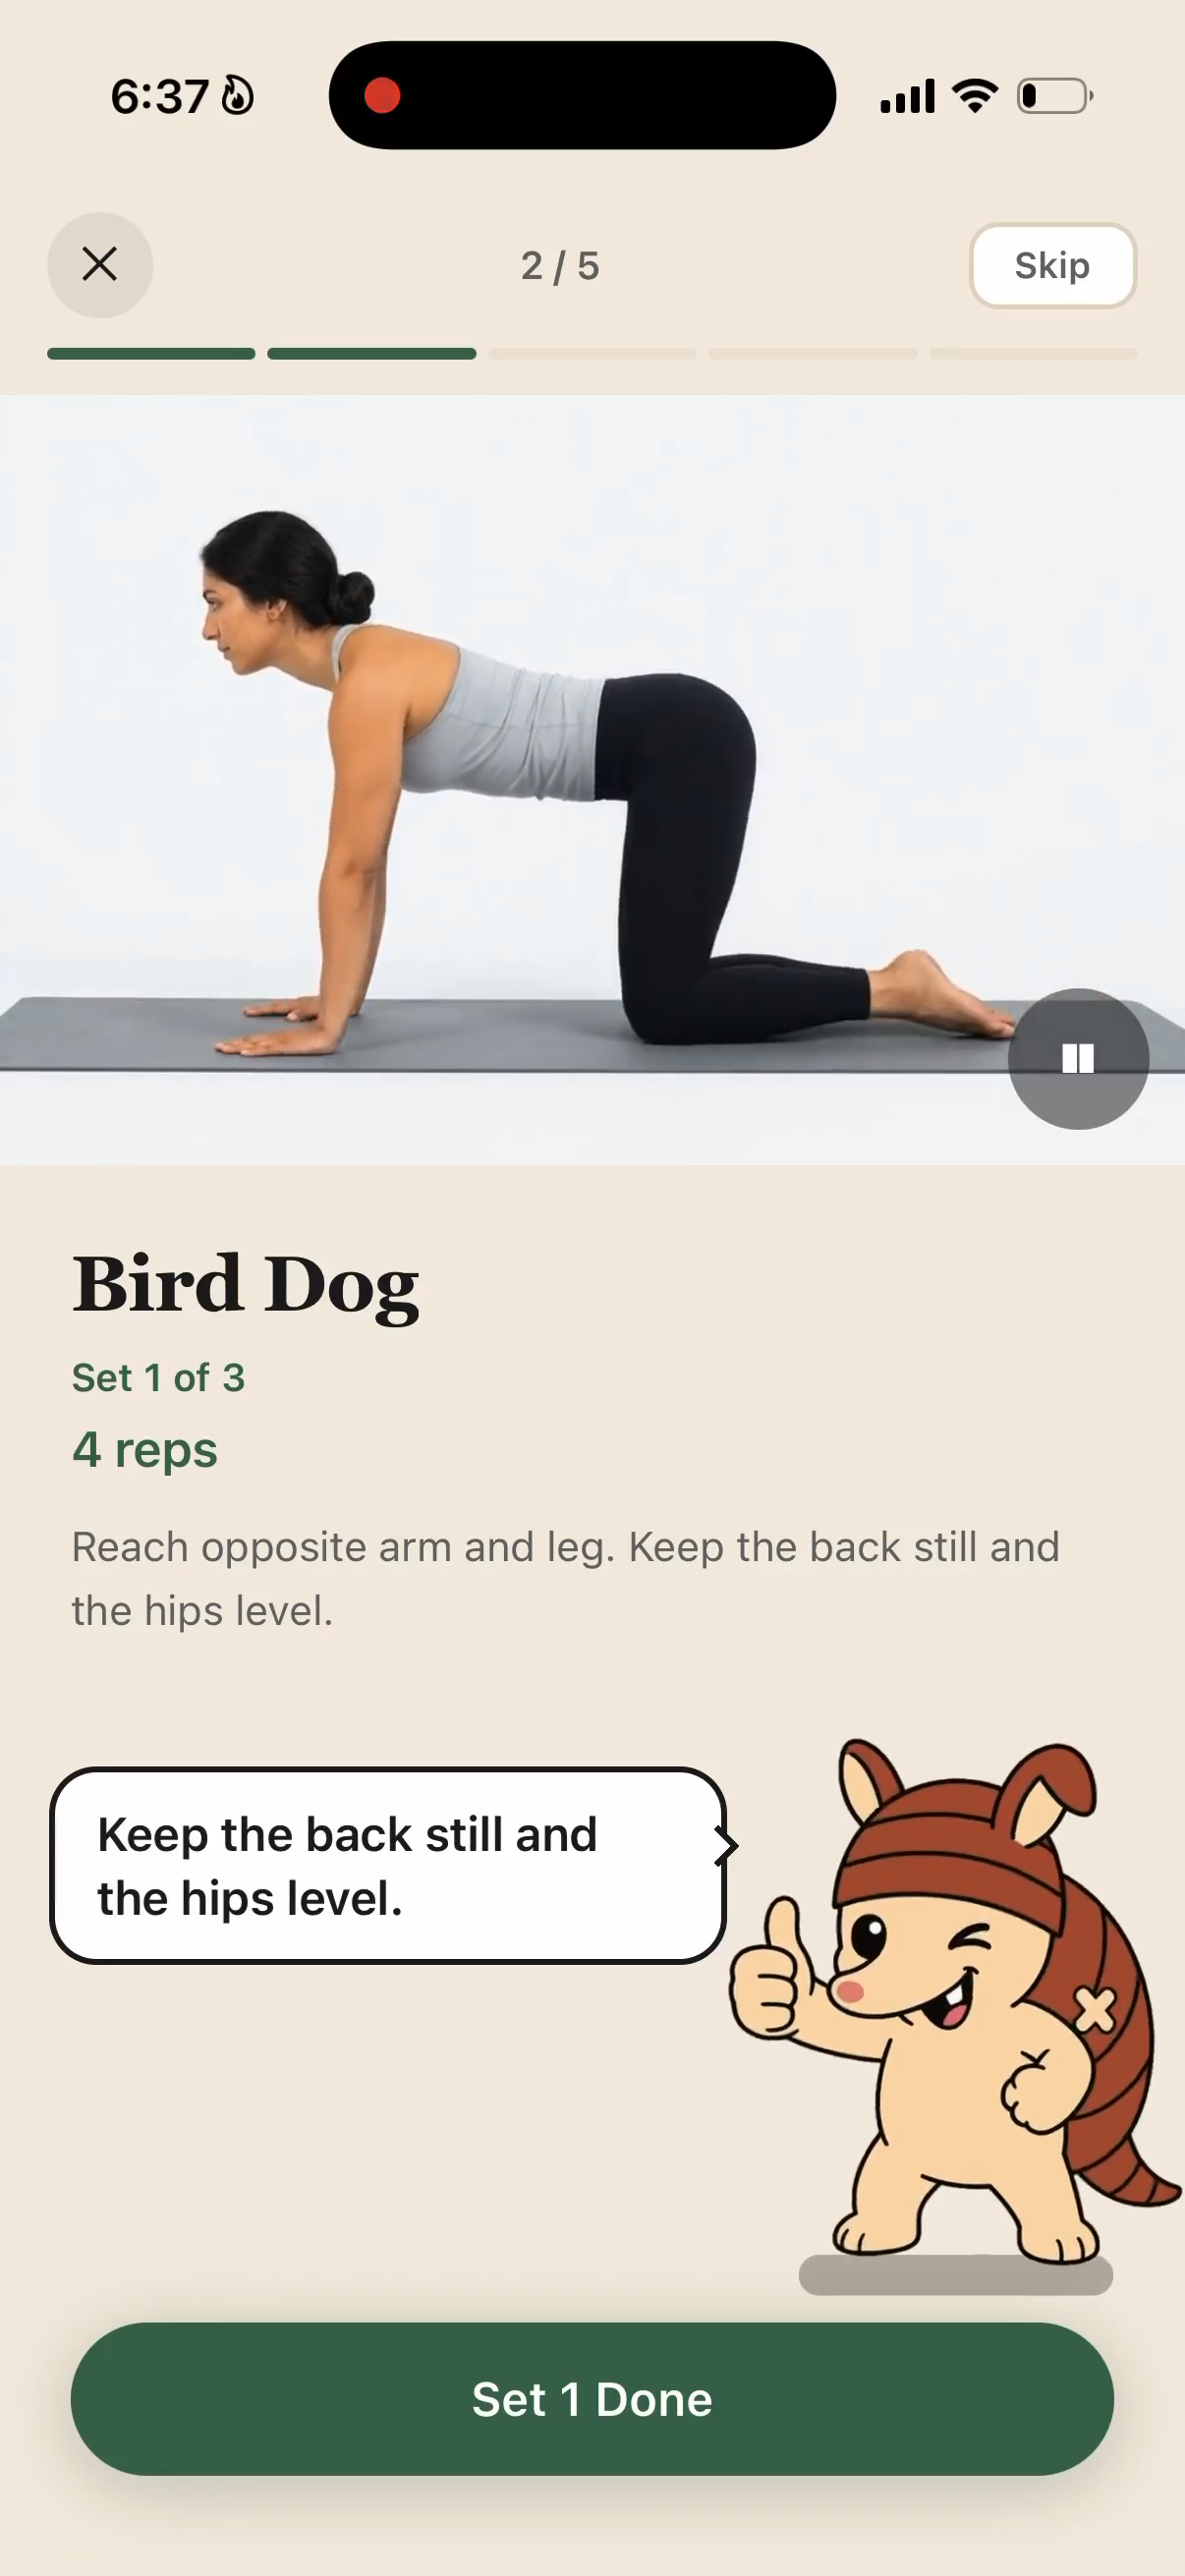 6:37
2 / 5
Skip
Bird Dog
Set 1 of 3
4 reps
Reach opposite arm and leg. Keep the back still and
the hips level.
Keep the back still and
the hips level.
Set 1 Done